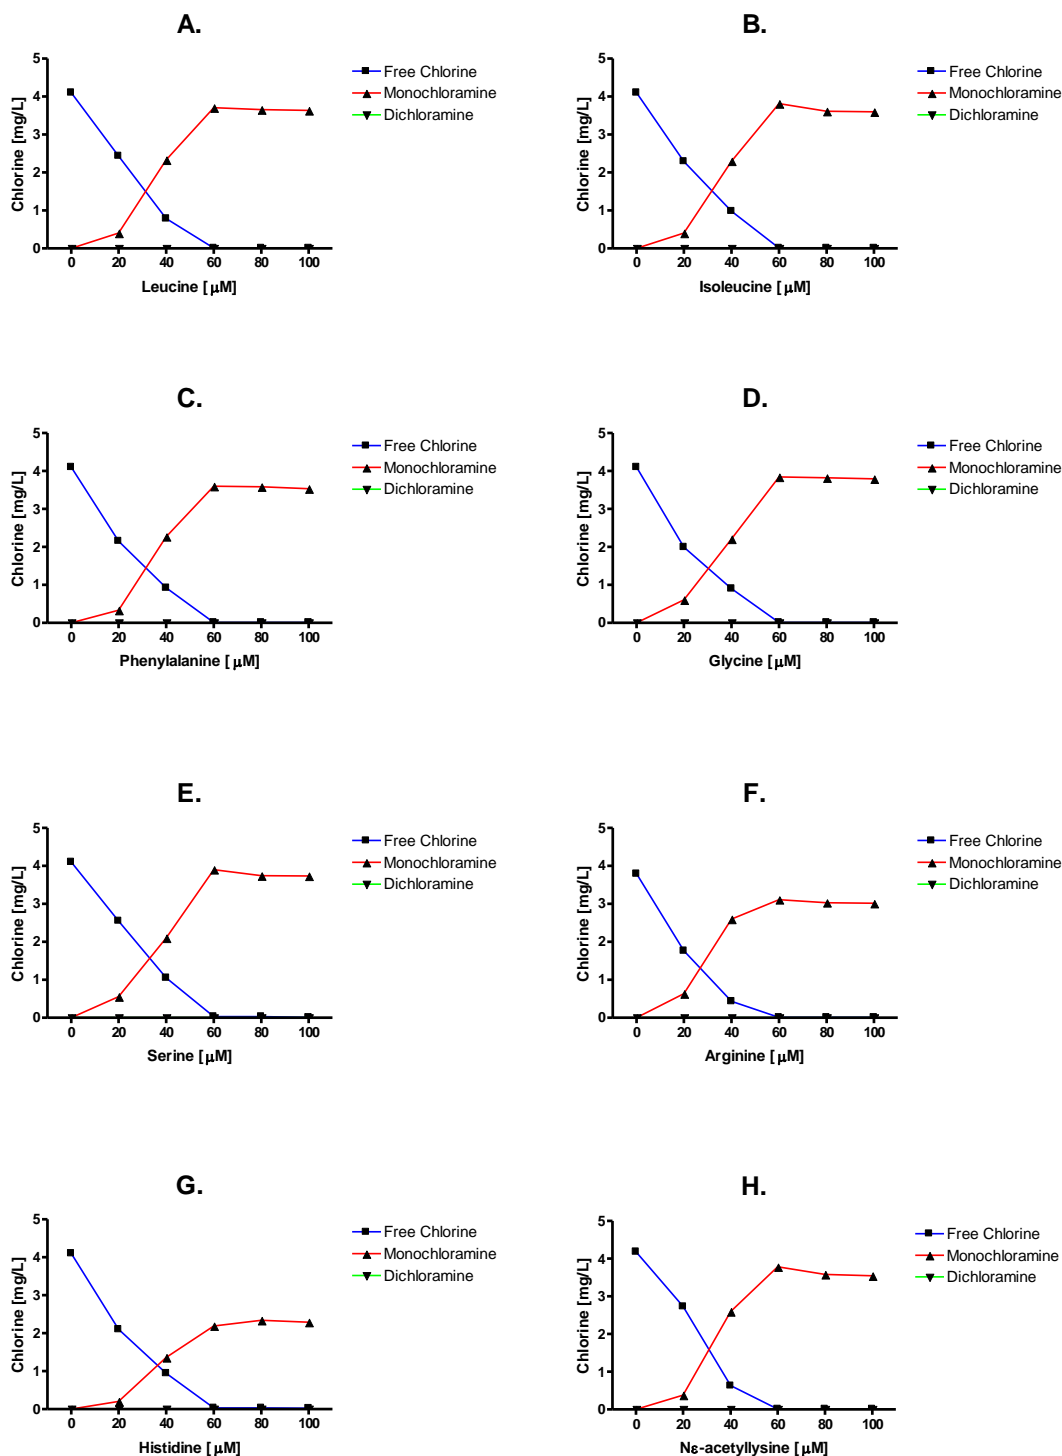 A.
Chlorine [mg/L]
5
4
3
2
1
0
0 20 40 60 80 100
Leucine [ μM]
Free Chlorine
Monochloramine
Dichloramine
B.
Chlorine [mg/L]
5
4
3
2
1
0
0 20 40 60 80 100
Isoleucine [ μM]
Free Chlorine
Monochloramine
Dichloramine
C.
Chlorine [mg/L]
5
4
3
2
1
0
0 20 40 60 80 100
Phenylalanine [ μM]
Free Chlorine
Monochloramine
Dichloramine
D.
Chlorine [mg/L]
5
4
3
2
1
0
0 20 40 60 80 100
Glycine [ μM]
Free Chlorine
Monochloramine
Dichloramine
E.
Chlorine [mg/L]
5
4
3
2
1
0
0 20 40 60 80 100
Serine [ μM]
Free Chlorine
Monochloramine
Dichloramine
F.
Chlorine [mg/L]
5
4
3
2
1
0
0 20 40 60 80 100
Arginine [ μM]
Free Chlorine
Monochloramine
Dichloramine
G.
Chlorine [mg/L]
5
4
3
2
1
0
0 20 40 60 80 100
Histidine [ μM]
Free Chlorine
Monochloramine
Dichloramine
H.
Chlorine [mg/L]
5
4
3
2
1
0
0 20 40 60 80 100
Nε-acetyllysine [ μM]
Free Chlorine
Monochloramine
Dichloramine